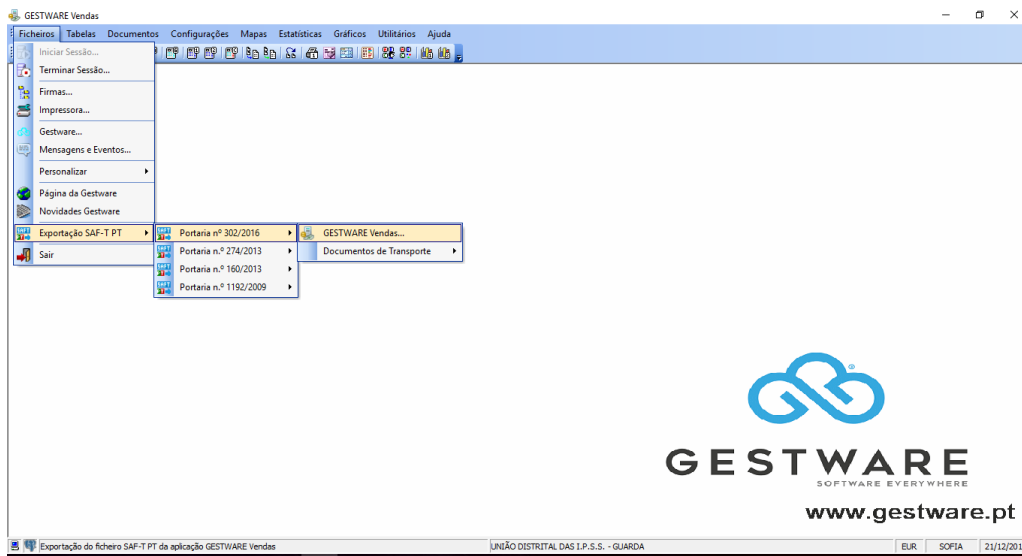 GESTWARE Vendas
Ficheiros Tabelas Documentos Configurações Mapas Estatísticas Gráficos Utilitários Ajuda
Iniciar Sessão...
Terminar Sessão...
Firmas...
Impressora...
Gestware...
Mensagens e Eventos...
Personalizar
Página da Gestware
Novidades Gestware
Exportação SAF-T PT
Sair
Portaria nº 302/2016
Portaria n.º 274/2013
Portaria n.º 160/2013
Portaria n.º 1192/2009
GESTWARE Vendas...
Documentos de Transporte
GESTWARE
SOFTWARE EVERYWHERE
www.gestware.pt
Exportação do ficheiro SAF-T PT da aplicação GESTWARE Vendas UNIÃO DISTRITAL DAS I.P.S.S. - GUARDA EUR SOFIA 21/12/201